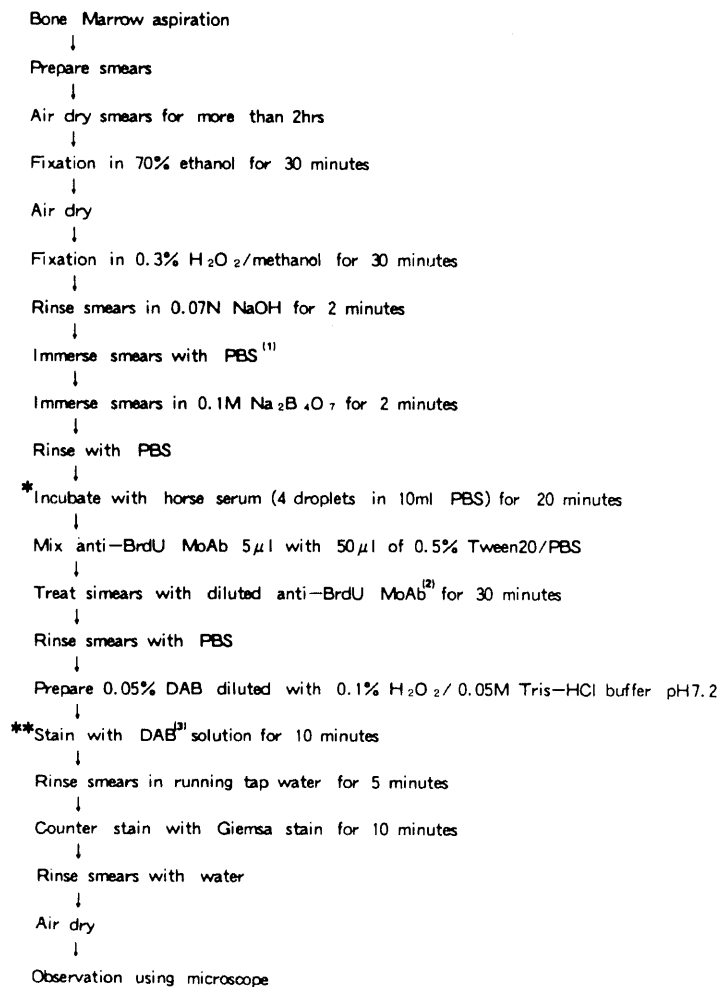 Bone Marrow aspiration
↓
Prepare smears
↓
Air dry smears for more than 2hrs
↓
Fixation in 70% ethanol for 30 minutes
↓
Air dry
↓
Fixation in 0.3% H₂O₂/methanol for 30 minutes
↓
Rinse smears in 0.07N NaOH for 2 minutes
↓
Immerse smears with PBS⁽¹⁾
↓
Immerse smears in 0.1M Na₂B₄O₇ for 2 minutes
↓
Rinse with PBS
↓
*Incubate with horse serum (4 droplets in 10ml PBS) for 20 minutes
↓
Mix anti-BrdU MoAb 5μl with 50μl of 0.5% Tween20/PBS
↓
Treat simears with diluted anti-BrdU MoAb⁽²⁾ for 30 minutes
↓
Rinse smears with PBS
↓
Prepare 0.05% DAB diluted with 0.1% H₂O₂/0.05M Tris-HCl buffer pH7.2
↓
**Stain with DAB⁽³⁾ solution for 10 minutes
↓
Rinse smears in running tap water for 5 minutes
↓
Counter stain with Giemsa stain for 10 minutes
↓
Rinse smears with water
↓
Air dry
↓
Observation using microscope